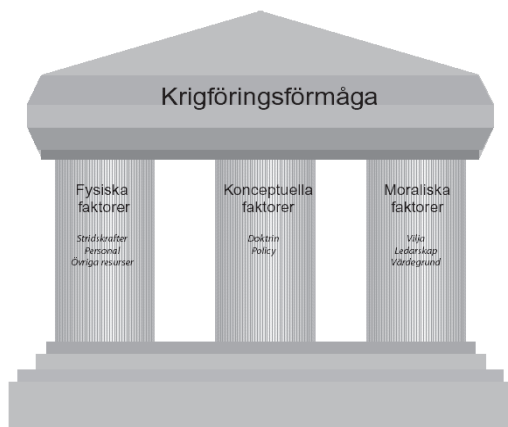 Krigföringsförmåga
Fysiska
faktorer
Stridskrafter
Personal
Övriga resurser
Konceptuella
faktorer
Doktrin
Policy
Moraliska
faktorer
Vilja
Ledarskap
Värdegrund